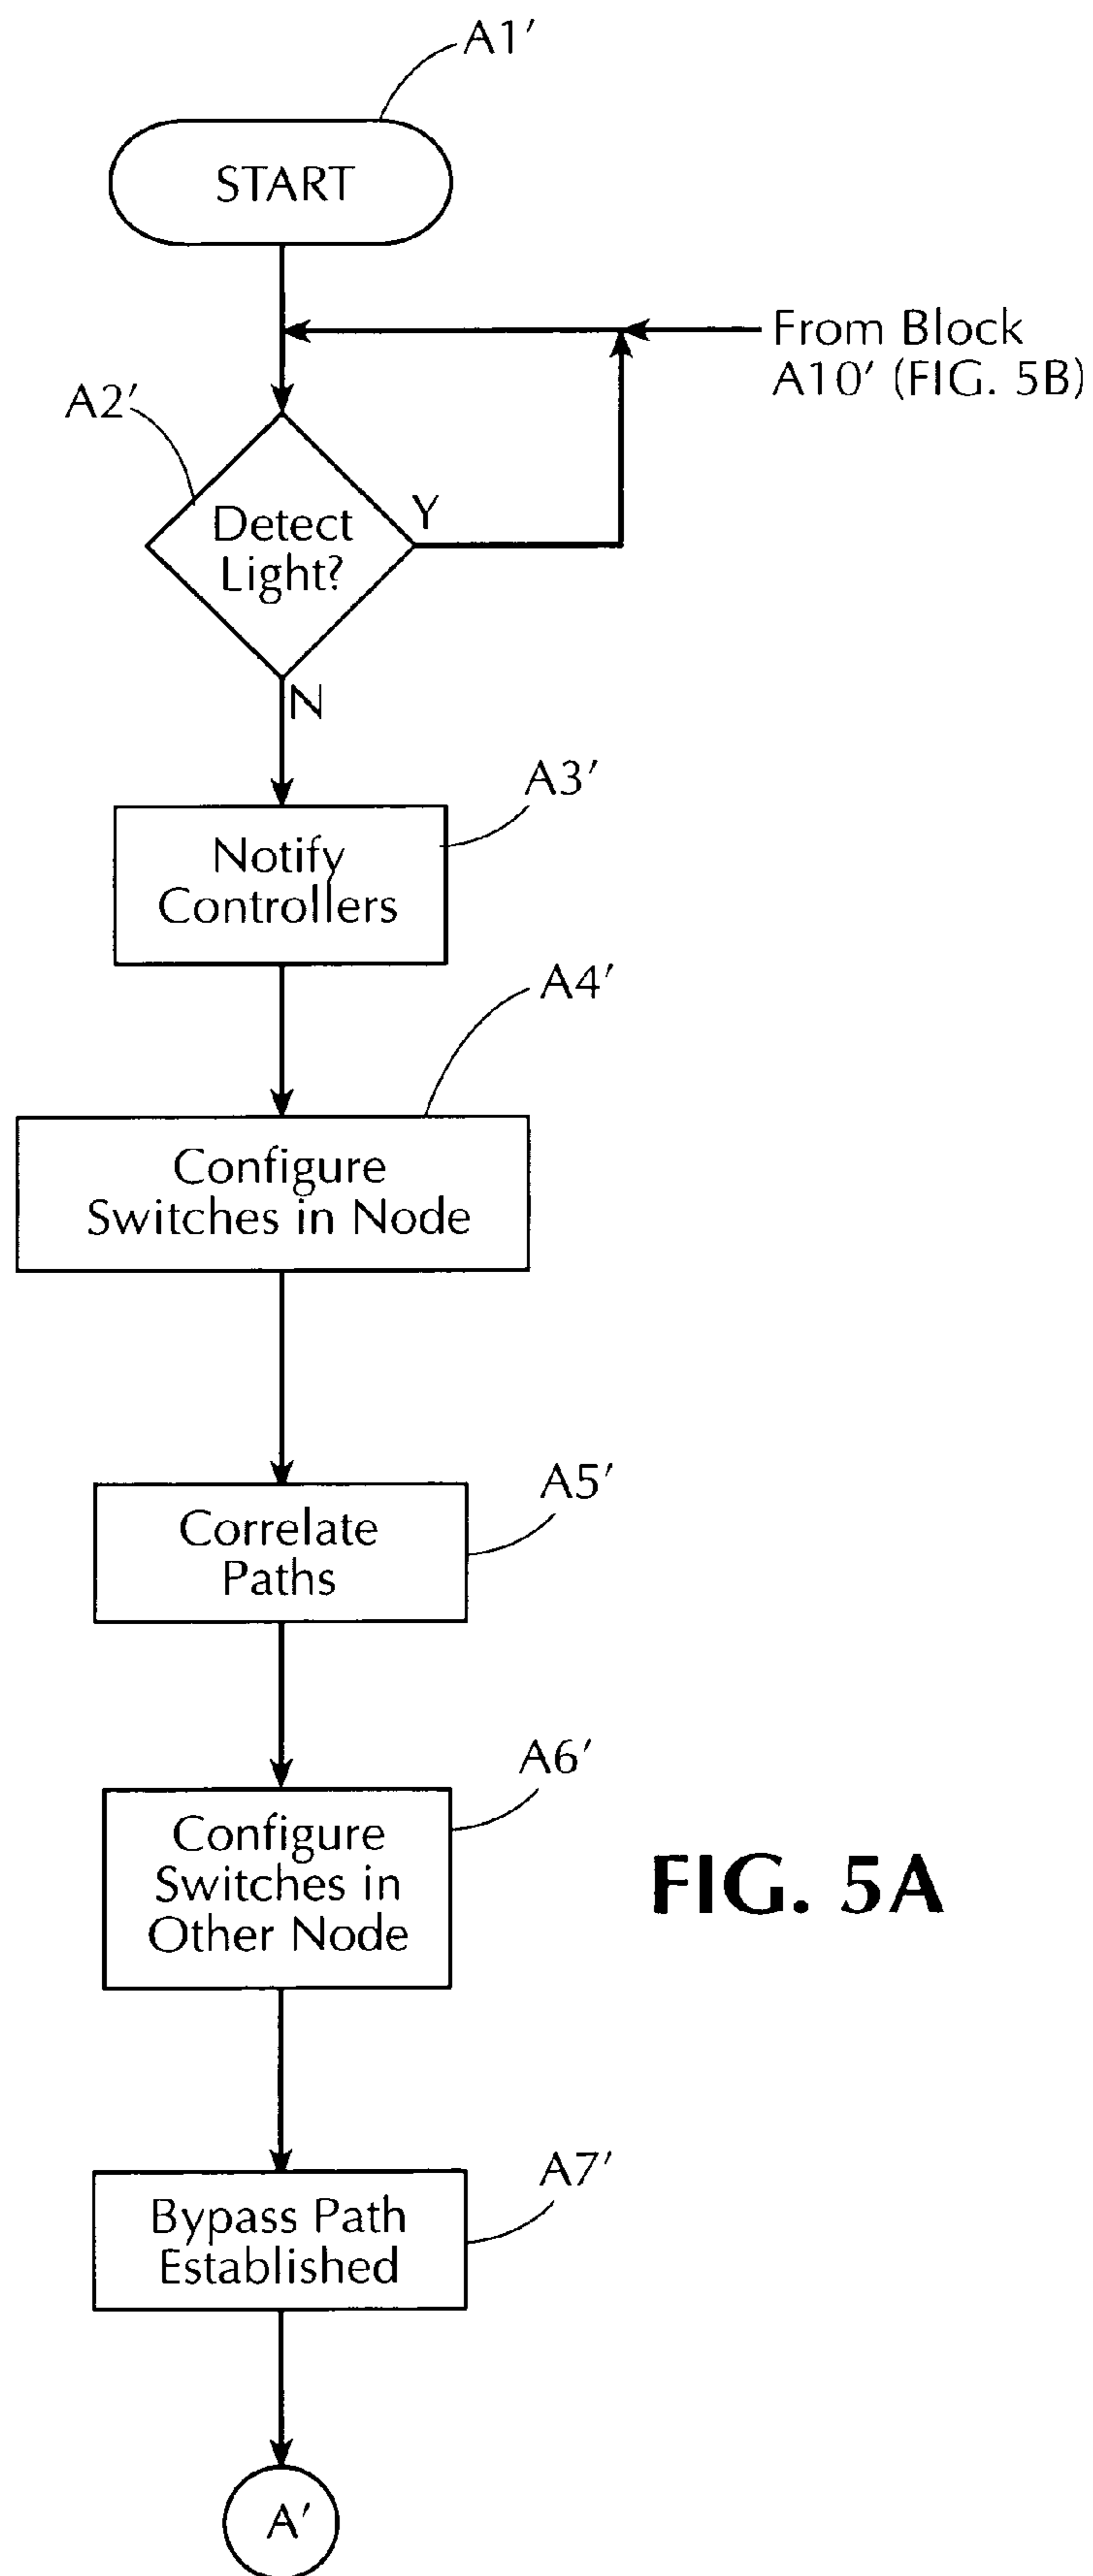 A1′
START
From Block
A10′ (FIG. 5B)
A2′
Detect
Light?
Y
N
A3′
Notify
Controllers
A4′
Configure
Switches in Node
A5′
Correlate
Paths
A6′
Configure
Switches in
Other Node
FIG. 5A
A7′
Bypass Path
Established
A′